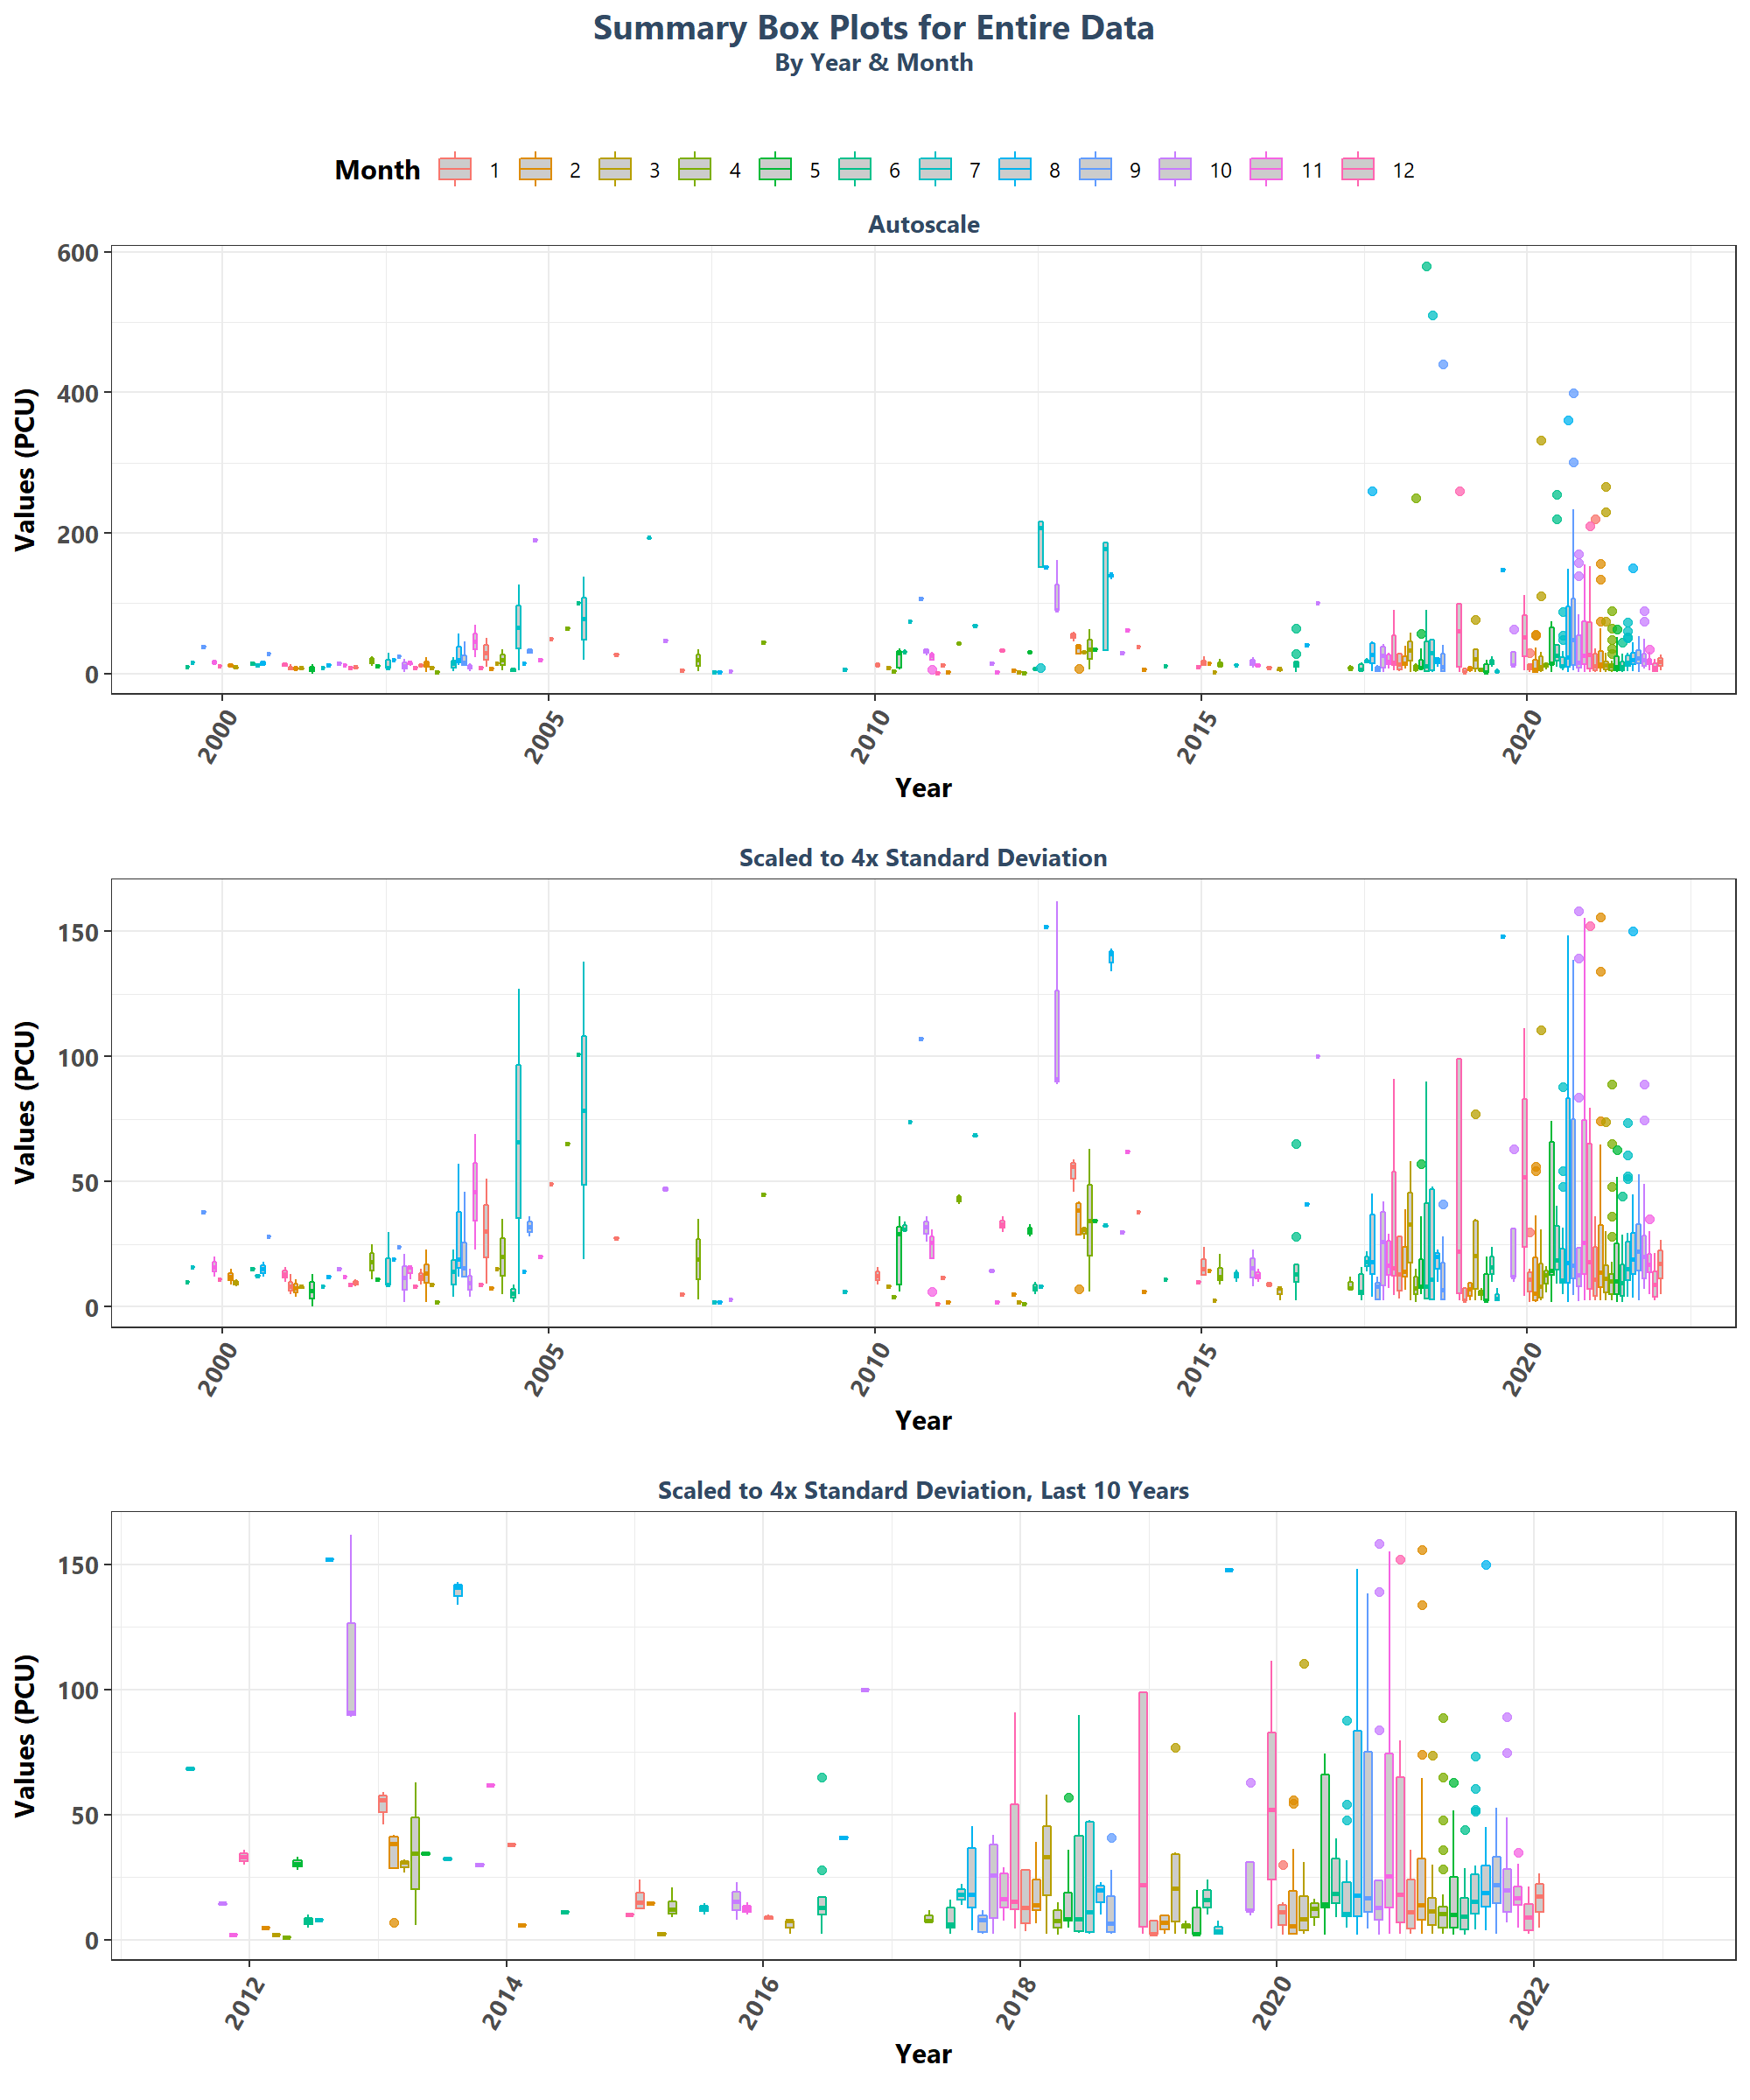 Summary Box Plots for Entire Data
By Year & Month
Month 1 2 3 4 5 6 7 8 9 10 11 12
Autoscale
Values (PCU)
600
400
200
0
2000 2005 2010 2015 2020
Year
Scaled to 4x Standard Deviation
Values (PCU)
150
100
50
0
2000 2005 2010 2015 2020
Year
Scaled to 4x Standard Deviation, Last 10 Years
Values (PCU)
150
100
50
0
2012 2014 2016 2018 2020 2022
Year